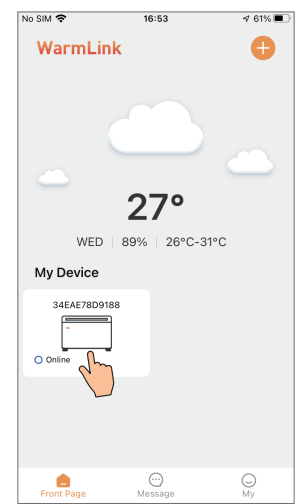 No SIM 16:53 61%
WarmLink
27°
WED | 89% | 26°C-31°C
My Device
34EAE78D9188
Online
Front Page Message My